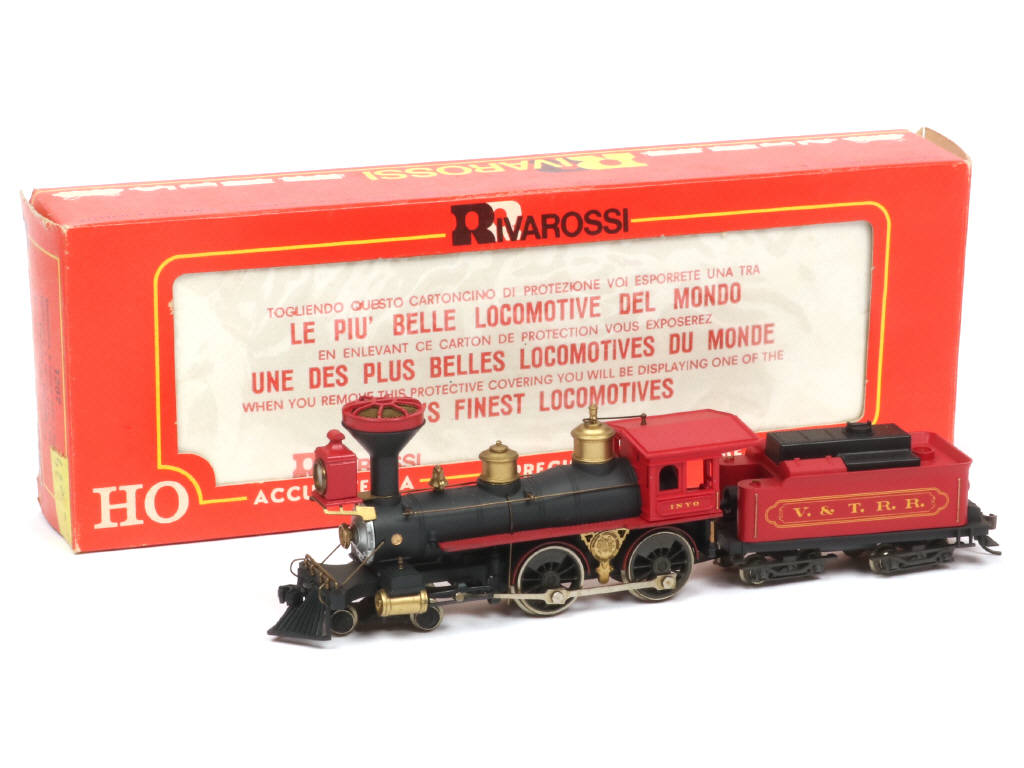 RIVAROSSI
RIVAROSSI
TOGLIENDO QUESTO CARTONCINO DI PROTEZIONE VOI ESPORRETE UNA TRA
LE PIU' BELLE LOCOMOTIVE DEL MONDO
EN ENLEVANT CE CARTON DE PROTECTION VOUS EXPOSEREZ
UNE DES PLUS BELLES LOCOMOTIVES DU MONDE
WHEN YOU REMOVE THIS PROTECTIVE COVERING YOU WILL BE DISPLAYING ONE OF THE
FINEST LOCOMOTIVES
RIVAROSSI
HO
INYO
V. & T. R. R.